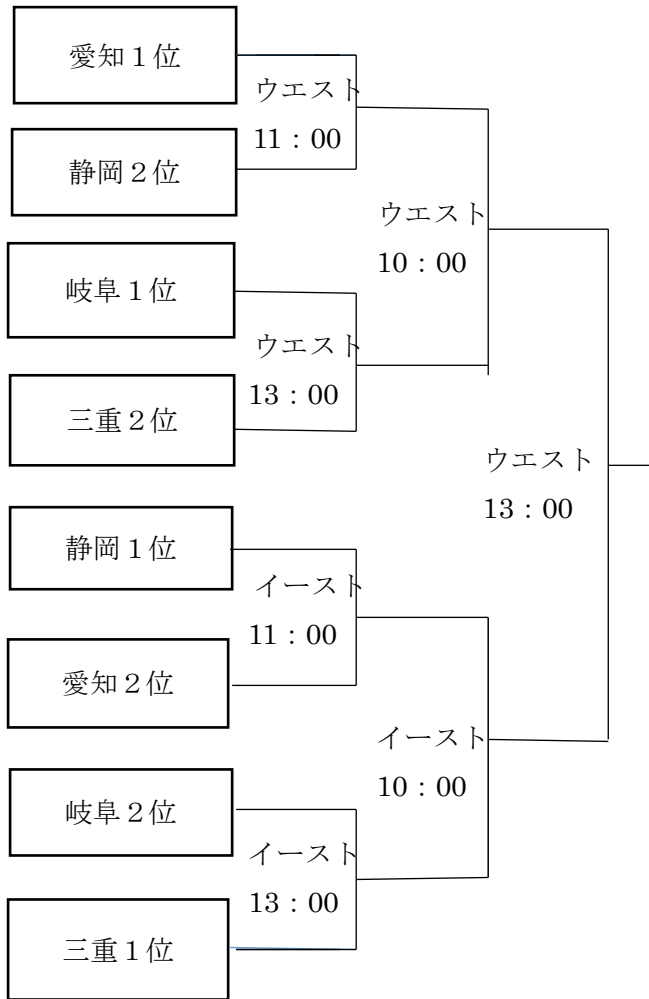 愛知１位
ウエスト
11：00
静岡２位
ウエスト
10：00
岐阜１位
ウエスト
13：00
三重２位
ウエスト
13：00
静岡１位
イースト
11：00
愛知２位
イースト
10：00
岐阜２位
イースト
13：00
三重１位